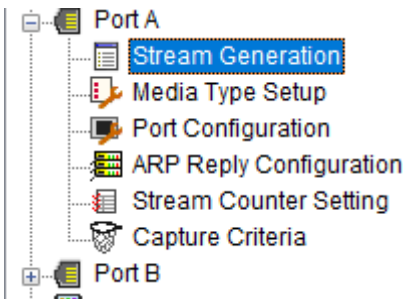 Port A
Stream Generation
Media Type Setup
Port Configuration
ARP Reply Configuration
Stream Counter Setting
Capture Criteria
Port B